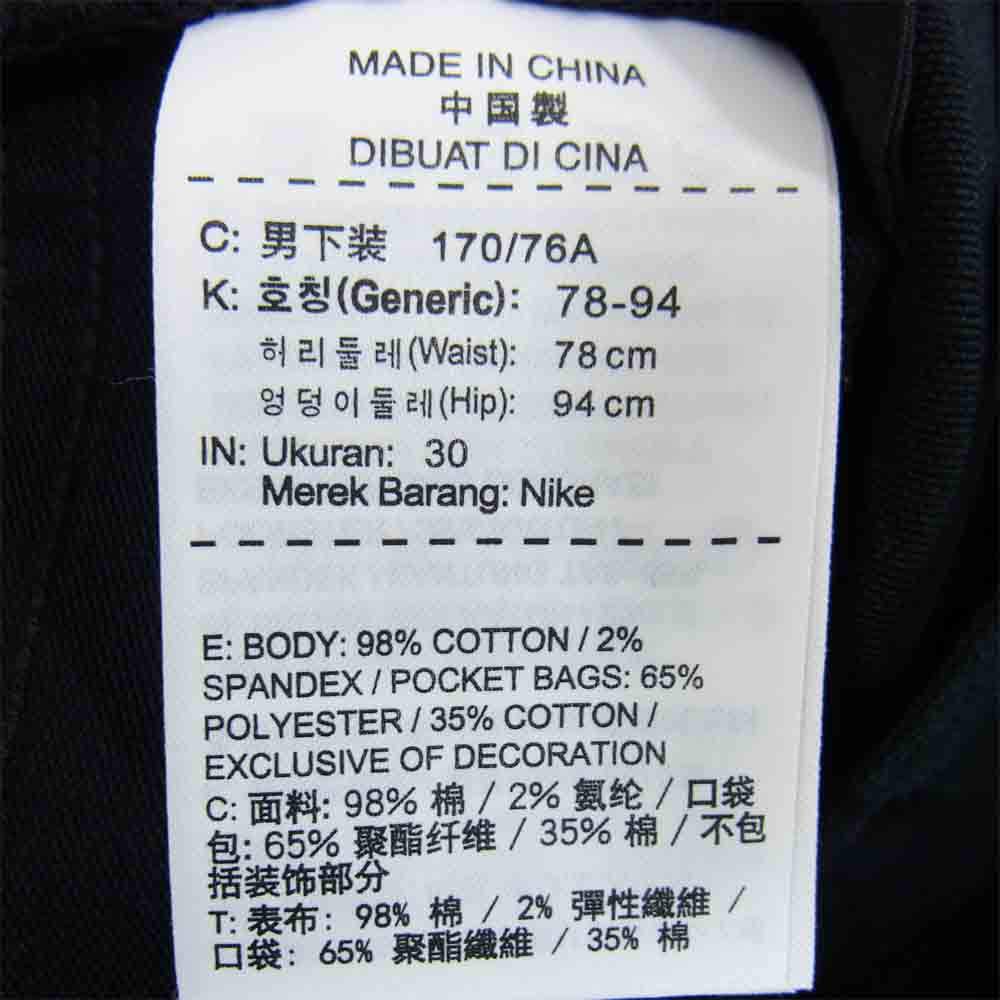 MADE IN CHINA
中国製
DIBUAT DI CINA
C: 男下装 170/76A
K: 호칭(Generic): 78-94
허리둘레(Waist): 78 cm
엉덩이둘레(Hip): 94 cm
IN: Ukuran: 30
Merek Barang: Nike
E: BODY: 98% COTTON / 2%
SPANDEX / POCKET BAGS: 65%
POLYESTER / 35% COTTON /
EXCLUSIVE OF DECORATION
C: 面料: 98% 棉 / 2% 氨纶 / 口袋
包: 65% 聚酯纤维 / 35% 棉 / 不包
括装饰部分
T: 表布: 98% 棉 / 2% 彈性纖維 /
口袋: 65% 聚酯纖維 / 35% 棉